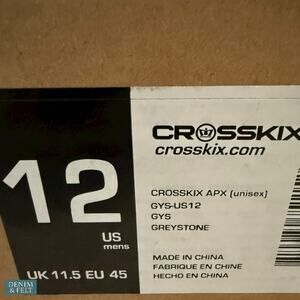 12
US
mens
UK 11.5 EU 45
CROSSKIX
crosskix.com
CROSSKIX APX (unisex)
GYS-US12
GYS
GREYSTONE
MADE IN CHINA
FABRIQUE EN CHINE
HECHO EN CHINA
DENIM
& FELT